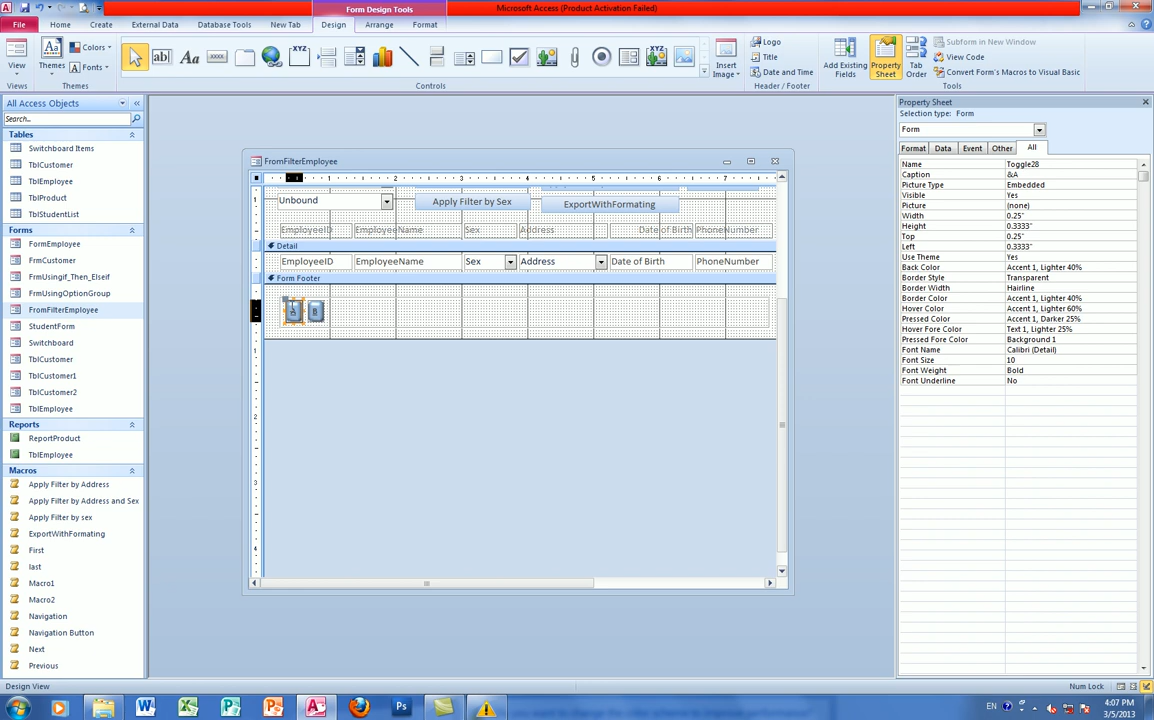 Form Design Tools
Microsoft Access (Product Activation Failed)
File Home Create External Data Database Tools New Tab Design Arrange Format
View Themes Colors Fonts ab| Aa xxxx XYZ Insert Image Logo Title Date and Time Add Existing Fields Property Sheet Tab Order Subform in New Window View Code Convert Form's Macros to Visual Basic
Views Themes Controls Header / Footer Tools
All Access Objects
Search...
Tables
Switchboard Items
TblCustomer
TblEmployee
TblProduct
TblStudentList
Forms
FormEmployee
FrmCustomer
FrmUsingif_Then_Elseif
FrmUsingOptionGroup
FromFilterEmployee
StudentForm
Switchboard
TblCustomer
TblCustomer1
TblCustomer2
TblEmployee
Reports
ReportProduct
TblEmployee
Macros
Apply Filter by Address
Apply Filter by Address and Sex
Apply Filter by sex
ExportWithFormating
First
last
Macro1
Macro2
Navigation
Navigation Button
Next
Previous
FromFilterEmployee
1 2 3 4 5 6 7
Unbound Apply Filter by Sex ExportWithFormating
EmployeeID EmployeeName Sex Address Date of Birth PhoneNumber
Detail
EmployeeID EmployeeName Sex Address Date of Birth PhoneNumber
Form Footer
A B
Property Sheet
Selection type: Form
Form
Format Data Event Other All
Name Toggle28
Caption &A
Picture Type Embedded
Visible Yes
Picture (none)
Width 0.25"
Height 0.3333"
Top 0.25"
Left 0.3333"
Use Theme Yes
Back Color Accent 1, Lighter 40%
Border Style Transparent
Border Width Hairline
Border Color Accent 1, Lighter 40%
Hover Color Accent 1, Lighter 60%
Pressed Color Accent 1, Darker 25%
Hover Fore Color Text 1, Lighter 25%
Pressed Fore Color Background 1
Font Name Calibri (Detail)
Font Size 10
Font Weight Bold
Font Underline No
Design View Num Lock
EN 4:07 PM
3/5/2013